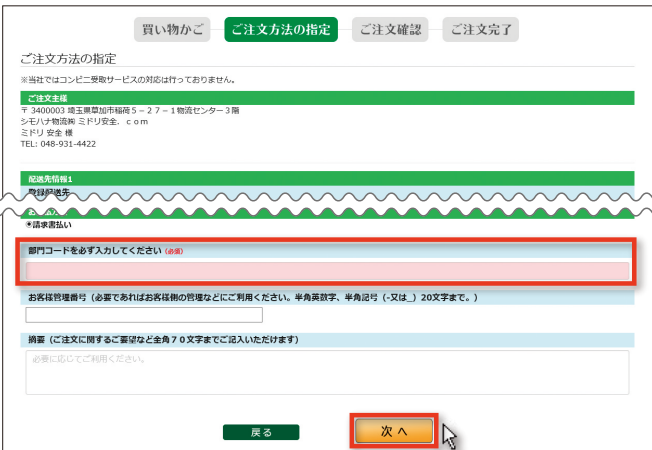 買い物かご ご注文方法の指定 ご注文確認 ご注文完了
ご注文方法の指定
※当社ではコンビニ受取サービスの対応は行っておりません。
ご注文主様
〒 3400003 埼玉県草加市稲荷５－２７－１物流センター３階
シモハナ物流㈱ ミドリ安全．ｃｏｍ
ミドリ 安全 様
TEL: 048-931-4422
配送先情報1
登録配送先
◉請求書払い
部門コードを必ず入力してください (必須)
お客様管理番号（必要であればお客様側の管理などにご利用ください。半角英数字、半角記号（-又は_）20文字まで。）
摘要（ご注文に関するご要望など全角７０文字までご記入いただけます）
必要に応じてご利用ください。
戻る 次へ